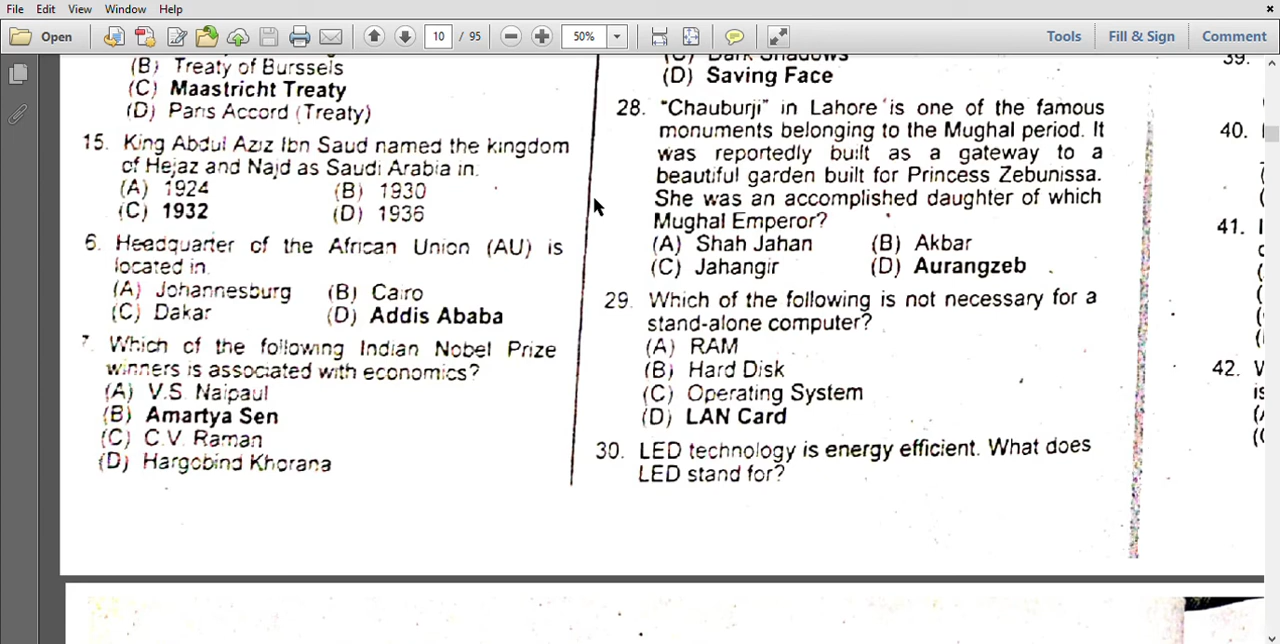 File Edit View Window Help
Open 10 / 95 50% Tools Fill & Sign Comment
(B) Treaty of Burssels
(C) Maastricht Treaty
(D) Paris Accord (Treaty)
15. King Abdul Aziz Ibn Saud named the kingdom
of Hejaz and Najd as Saudi Arabia in:
(A) 1924 (B) 1930
(C) 1932 (D) 1936
6. Headquarter of the African Union (AU) is
located in.
(A) Johannesburg (B) Cairo
(C) Dakar (D) Addis Ababa
7. Which of the following Indian Nobel Prize
winners is associated with economics?
(A) V.S. Naipaul
(B) Amartya Sen
(C) C.V. Raman
(D) Hargobind Khorana
(C) Dark Shadows
(D) Saving Face
28. "Chauburji" in Lahore is one of the famous
monuments belonging to the Mughal period. It
was reportedly built as a gateway to a
beautiful garden built for Princess Zebunissa.
She was an accomplished daughter of which
Mughal Emperor?
(A) Shah Jahan (B) Akbar
(C) Jahangir (D) Aurangzeb
29. Which of the following is not necessary for a
stand-alone computer?
(A) RAM
(B) Hard Disk
(C) Operating System
(D) LAN Card
30. LED technology is energy efficient. What does
LED stand for?
39.
40.
41.
42.